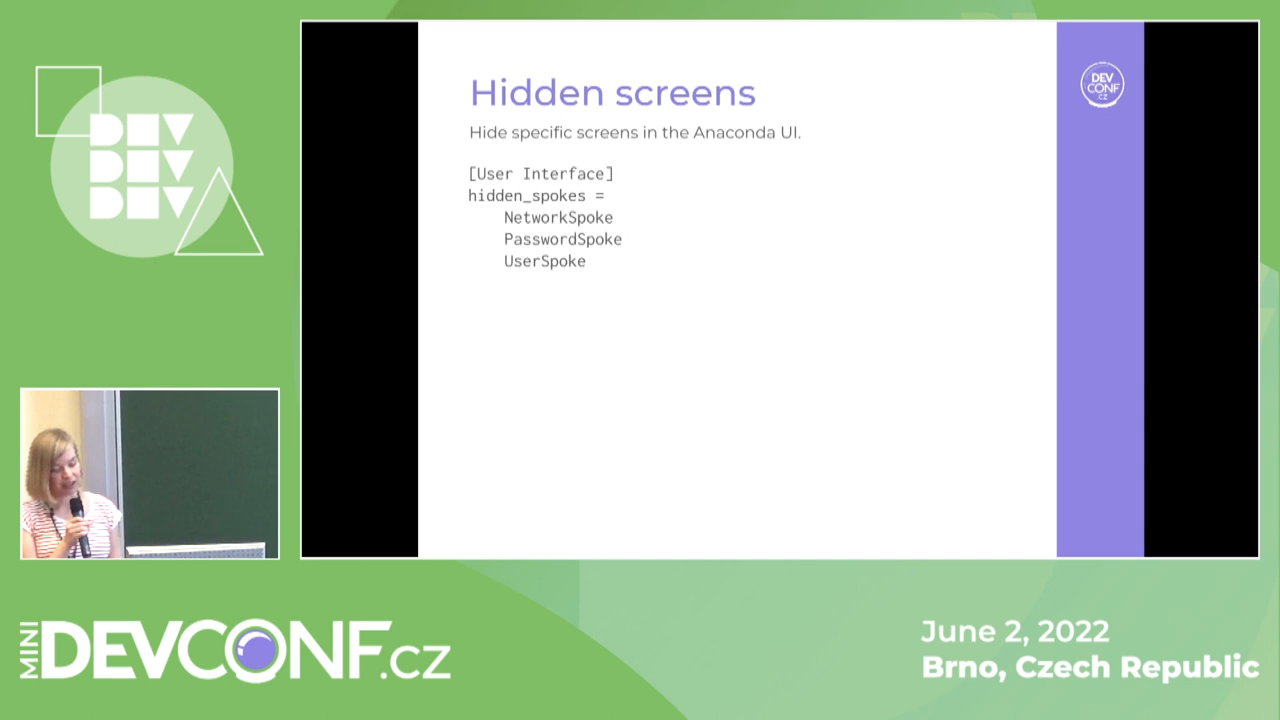 DEV
DEV
DEV
Hidden screens
Hide specific screens in the Anaconda UI.
[User Interface]
hidden_spokes =
    NetworkSpoke
    PasswordSpoke
    UserSpoke
DEV
CONF
.CZ
MINI
DEVCONF.CZ
June 2, 2022
Brno, Czech Republic